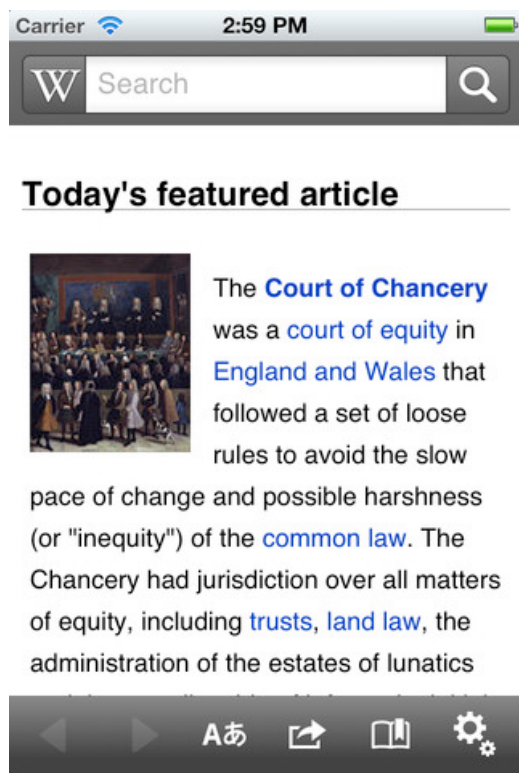 Carrier 2:59 PM
W Search
Today's featured article
The Court of Chancery
was a court of equity in
England and Wales that
followed a set of loose
rules to avoid the slow
pace of change and possible harshness
(or "inequity") of the common law. The
Chancery had jurisdiction over all matters
of equity, including trusts, land law, the
administration of the estates of lunatics
Aあ